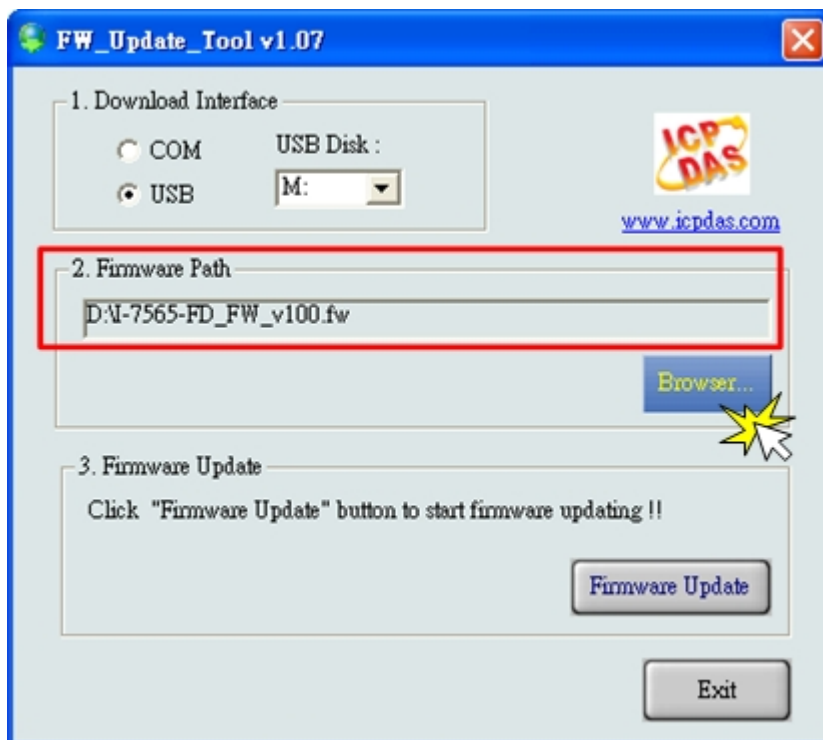 FW_Update_Tool v1.07
1. Download Interface
COM
USB Disk :
USB
M:
ICP
DAS
www.icpdas.com
2. Firmware Path
D:\I-7565-FD_FW_v100.fw
Browser...
3. Firmware Update
Click "Firmware Update" button to start firmware updating !!
Firmware Update
Exit